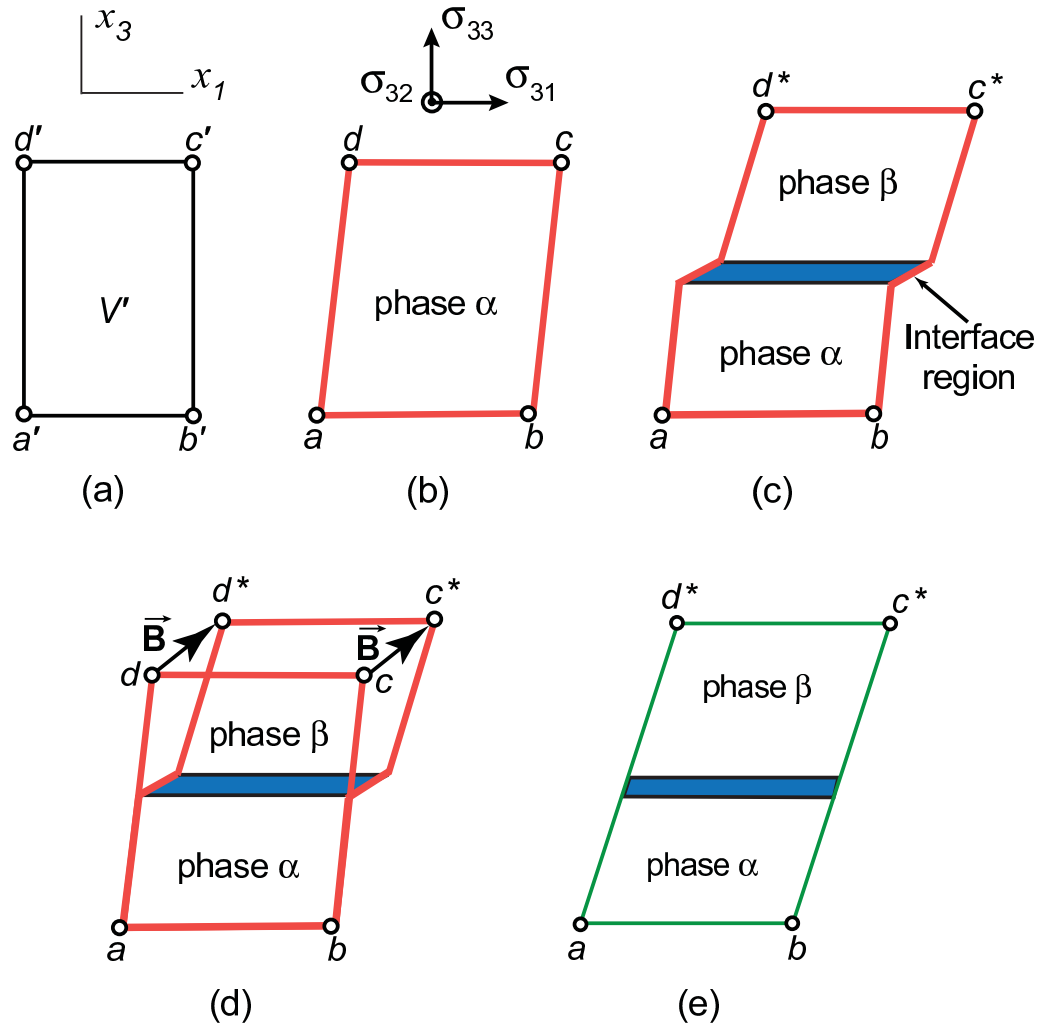 x3
x1
d′ c′
V′
a′ b′
(a)
σ33
σ32 σ31
d c
phase α
a b
(b)
d* c*
phase β
phase α
Interface
region
a b
(c)
d* c*
B B
d c
phase β
phase α
a b
(d)
d* c*
phase β
phase α
a b
(e)